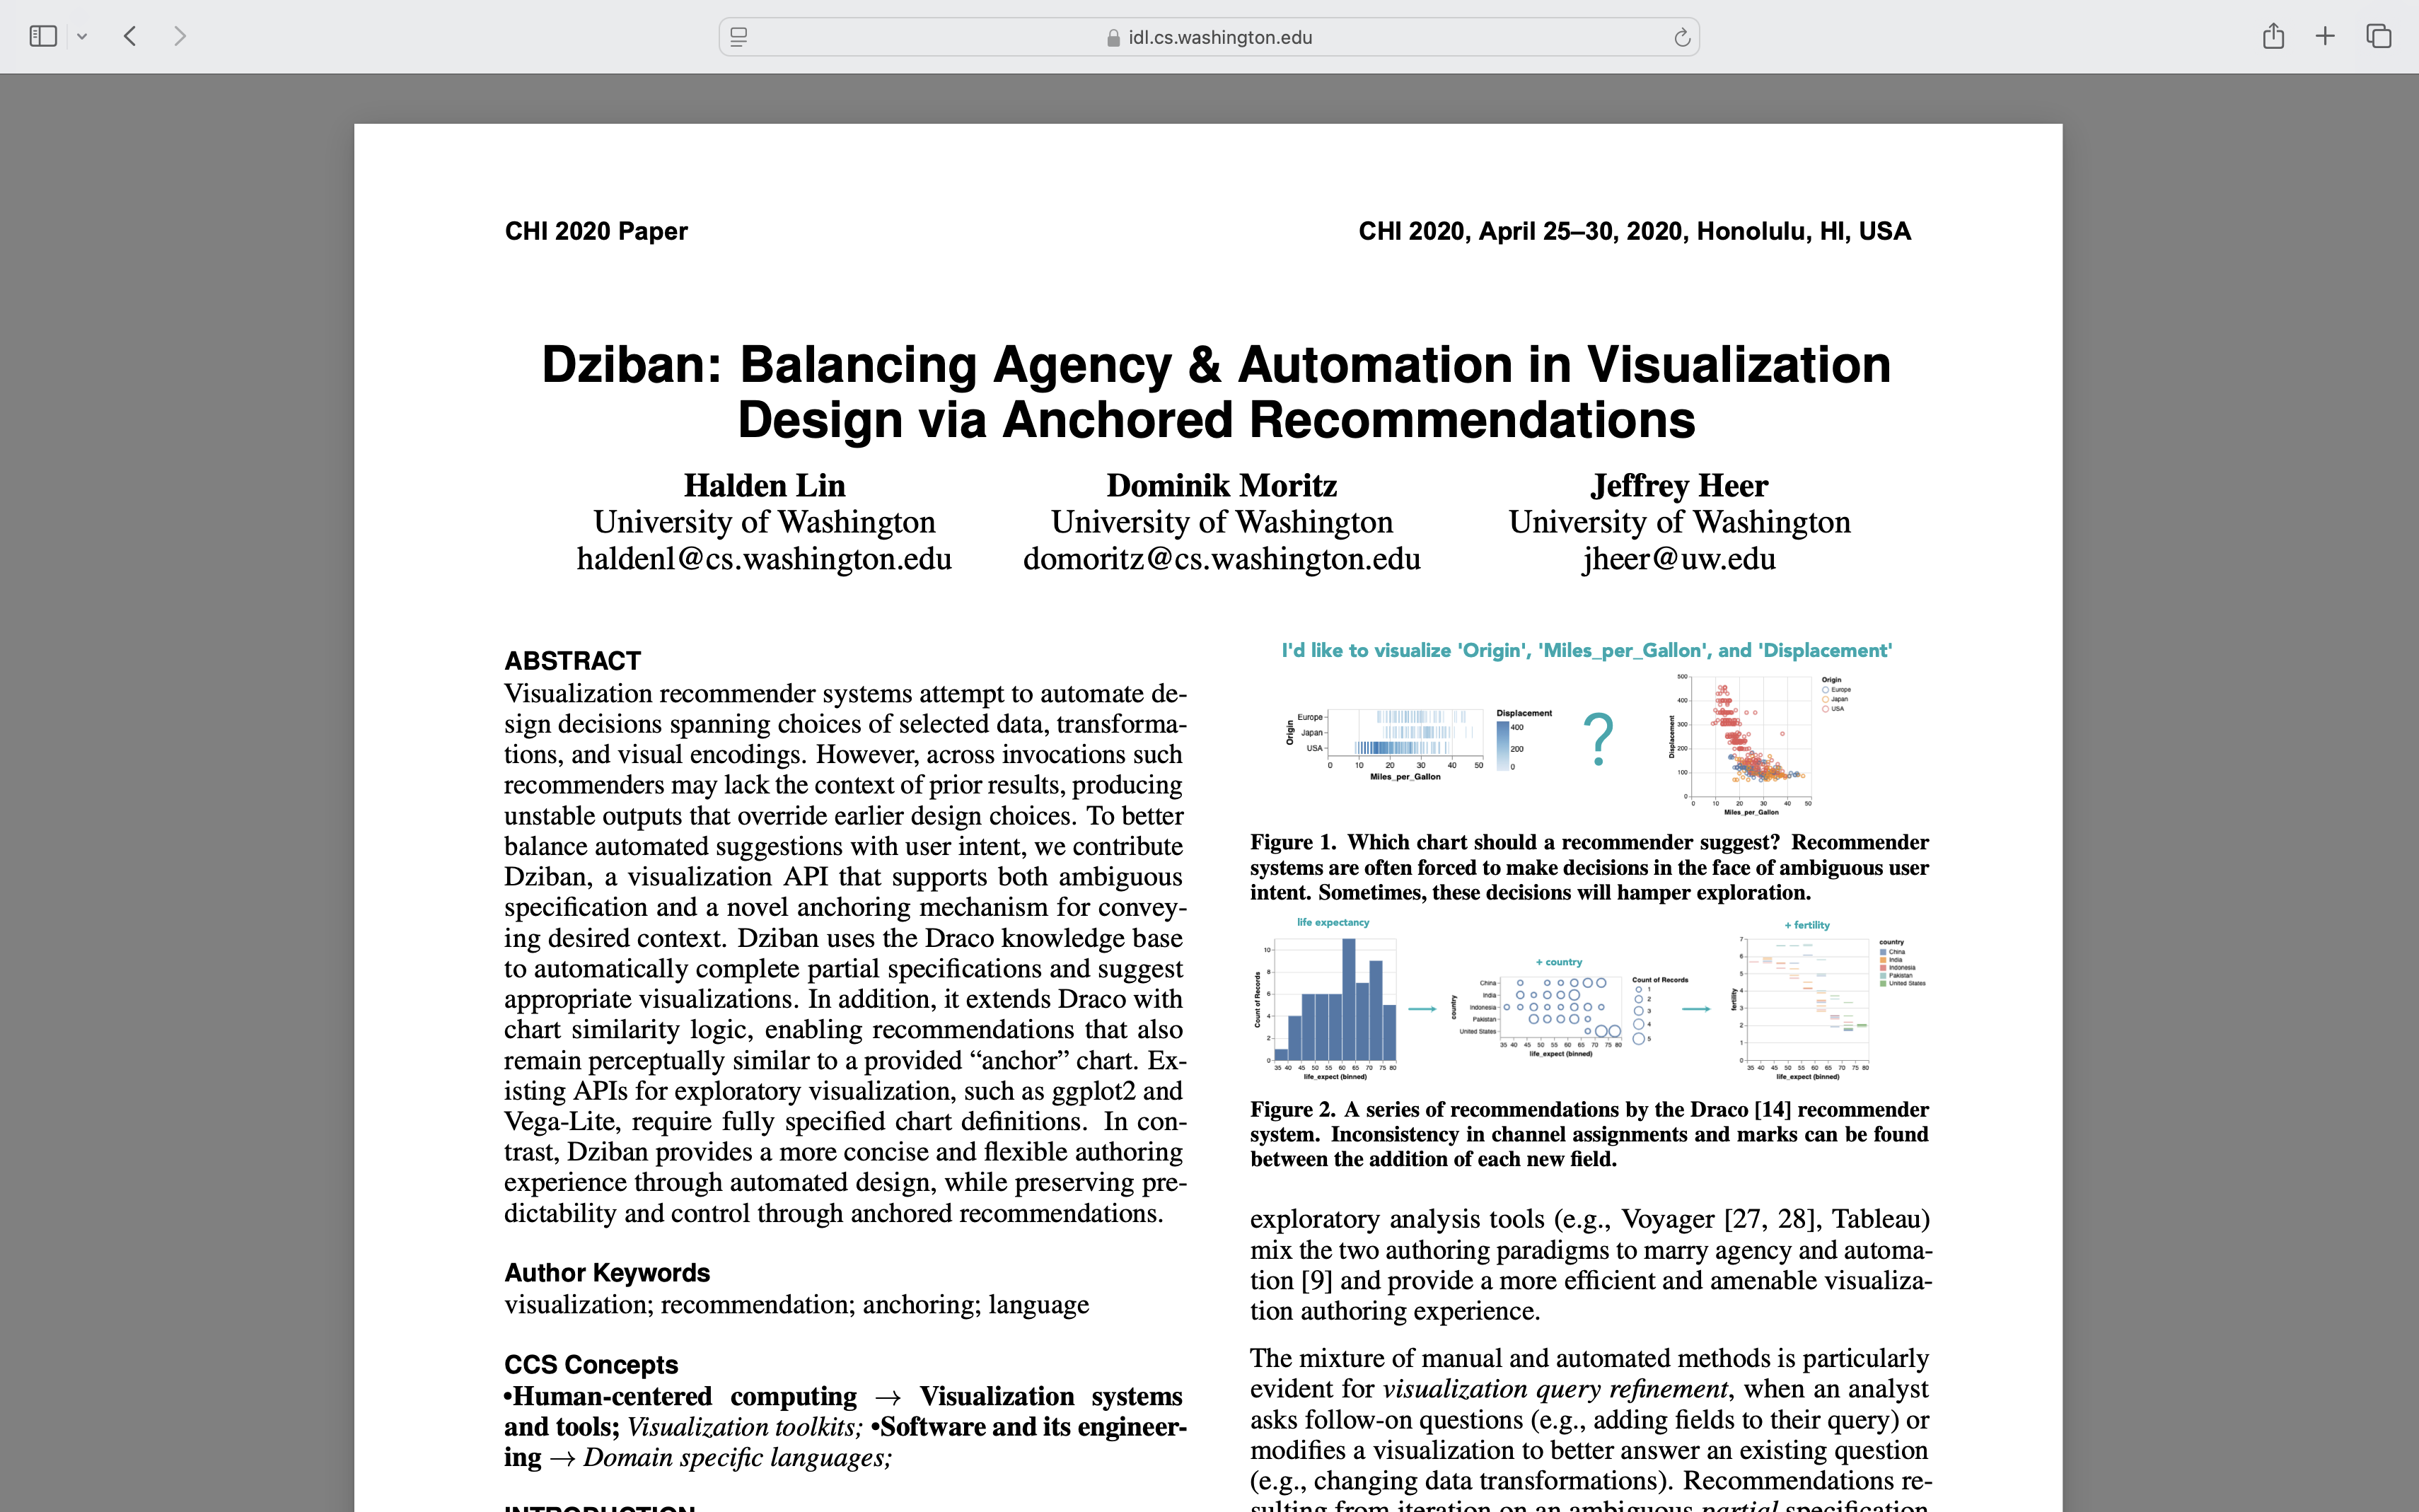 idl.cs.washington.edu
CHI 2020 Paper
CHI 2020, April 25–30, 2020, Honolulu, HI, USA
Dziban: Balancing Agency & Automation in Visualization
Design via Anchored Recommendations
Halden Lin
University of Washington
haldenl@cs.washington.edu
Dominik Moritz
University of Washington
domoritz@cs.washington.edu
Jeffrey Heer
University of Washington
jheer@uw.edu
ABSTRACT
Visualization recommender systems attempt to automate de-
sign decisions spanning choices of selected data, transforma-
tions, and visual encodings. However, across invocations such
recommenders may lack the context of prior results, producing
unstable outputs that override earlier design choices. To better
balance automated suggestions with user intent, we contribute
Dziban, a visualization API that supports both ambiguous
specification and a novel anchoring mechanism for convey-
ing desired context. Dziban uses the Draco knowledge base
to automatically complete partial specifications and suggest
appropriate visualizations. In addition, it extends Draco with
chart similarity logic, enabling recommendations that also
remain perceptually similar to a provided “anchor” chart. Ex-
isting APIs for exploratory visualization, such as ggplot2 and
Vega-Lite, require fully specified chart definitions. In con-
trast, Dziban provides a more concise and flexible authoring
experience through automated design, while preserving pre-
dictability and control through anchored recommendations.
Author Keywords
visualization; recommendation; anchoring; language
CCS Concepts
•Human-centered computing → Visualization systems
and tools; Visualization toolkits; •Software and its engineer-
ing → Domain specific languages;
INTRODUCTION
I'd like to visualize 'Origin', 'Miles_per_Gallon', and 'Displacement'
Origin
Europe
Japan
USA
0 10 20 30 40 50
Miles_per_Gallon
Displacement
400
200
0
?
Displacement
500
400
300
200
100
0
0 10 20 30 40 50
Miles_per_Gallon
Origin
Europe
Japan
USA
Figure 1. Which chart should a recommender suggest? Recommender
systems are often forced to make decisions in the face of ambiguous user
intent. Sometimes, these decisions will hamper exploration.
life expectancy
Count of Records
10
8
6
4
2
0
35 40 45 50 55 60 65 70 75 80
life_expect (binned)
+ country
country
China
India
Indonesia
Pakistan
United States
35 40 45 50 55 60 65 70 75 80
life_expect (binned)
Count of Records
1
2
3
4
5
+ fertility
fertility
7
6
5
4
3
2
1
0
35 40 45 50 55 60 65 70 75 80
life_expect (binned)
country
China
India
Indonesia
Pakistan
United States
Figure 2. A series of recommendations by the Draco [14] recommender
system. Inconsistency in channel assignments and marks can be found
between the addition of each new field.
exploratory analysis tools (e.g., Voyager [27, 28], Tableau)
mix the two authoring paradigms to marry agency and automa-
tion [9] and provide a more efficient and amenable visualiza-
tion authoring experience.
The mixture of manual and automated methods is particularly
evident for visualization query refinement, when an analyst
asks follow-on questions (e.g., adding fields to their query) or
modifies a visualization to better answer an existing question
(e.g., changing data transformations). Recommendations re-
sulting from iteration on an ambiguous partial specification